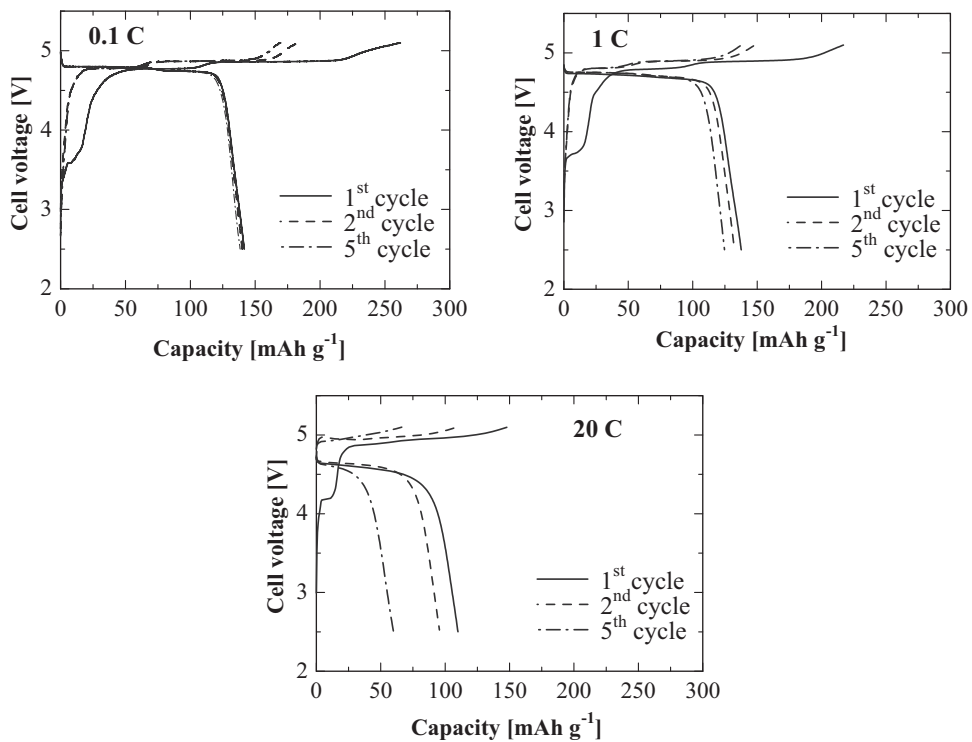 0.1 C
5
4
3
2
Cell voltage [V]
1st cycle
2nd cycle
5th cycle
0 50 100 150 200 250 300
Capacity [mAh g-1]
1 C
5
4
3
2
Cell voltage [V]
1st cycle
2nd cycle
5th cycle
0 50 100 150 200 250 300
Capacity [mAh g-1]
20 C
5
4
3
2
Cell voltage [V]
1st cycle
2nd cycle
5th cycle
0 50 100 150 200 250 300
Capacity [mAh g-1]